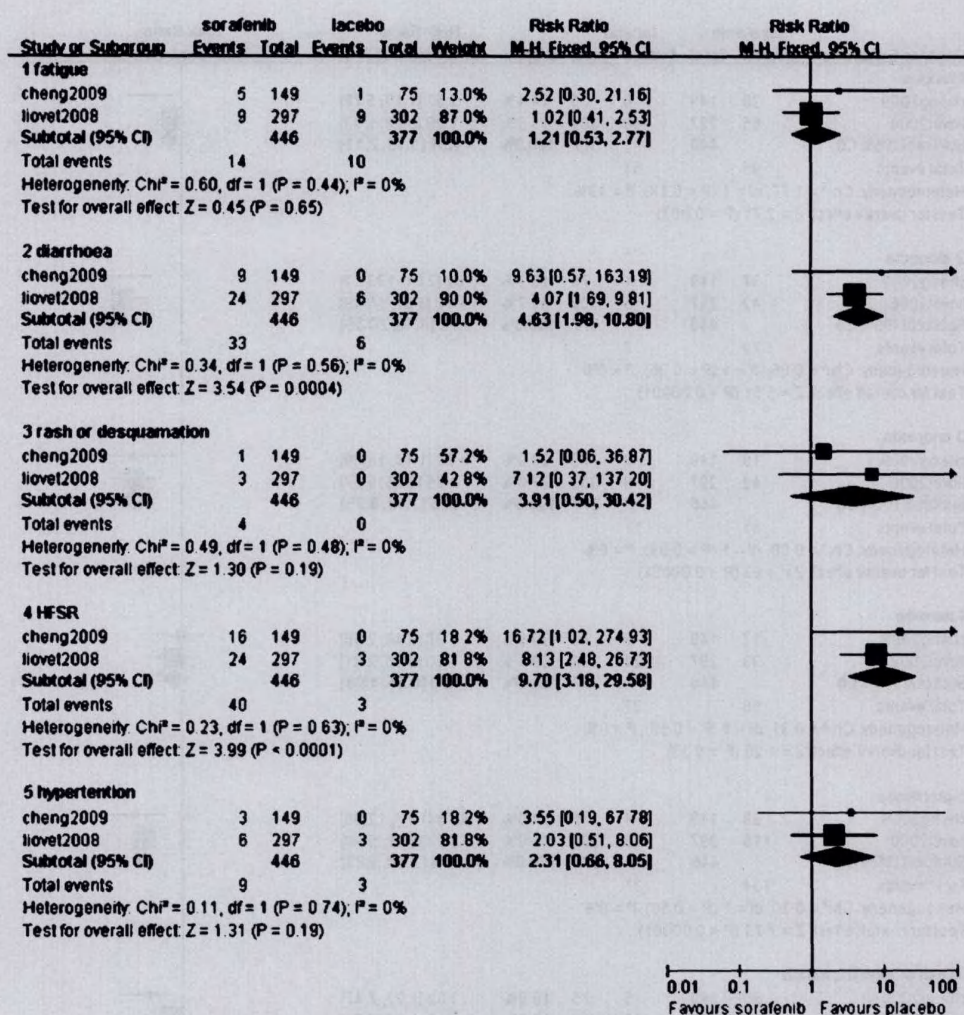 sorafenib lacebo Risk Ratio Risk Ratio
Study or Subgroup Events Total Events Total Weight M-H, Fixed, 95% CI M-H, Fixed, 95% CI
1 fatigue
cheng2009 5 149 1 75 13.0% 2.52 [0.30, 21.16]
liovet2008 9 297 9 302 87.0% 1.02 [0.41, 2.53]
Subtotal (95% CI) 446 377 100.0% 1.21 [0.53, 2.77]
Total events 14 10
Heterogeneity: Chi² = 0.60, df = 1 (P = 0.44); I² = 0%
Test for overall effect: Z = 0.45 (P = 0.65)
2 diarrhoea
cheng2009 9 149 0 75 10.0% 9.63 [0.57, 163.19]
liovet2008 24 297 6 302 90.0% 4.07 [1.69, 9.81]
Subtotal (95% CI) 446 377 100.0% 4.63 [1.98, 10.80]
Total events 33 6
Heterogeneity: Chi² = 0.34, df = 1 (P = 0.56); I² = 0%
Test for overall effect: Z = 3.54 (P = 0.0004)
3 rash or desquamation
cheng2009 1 149 0 75 57.2% 1.52 [0.06, 36.87]
liovet2008 3 297 0 302 42.8% 7.12 [0.37, 137.20]
Subtotal (95% CI) 446 377 100.0% 3.91 [0.50, 30.42]
Total events 4 0
Heterogeneity: Chi² = 0.49, df = 1 (P = 0.48); I² = 0%
Test for overall effect: Z = 1.30 (P = 0.19)
4 HFSR
cheng2009 16 149 0 75 18.2% 16.72 [1.02, 274.93]
liovet2008 24 297 3 302 81.8% 8.13 [2.48, 26.73]
Subtotal (95% CI) 446 377 100.0% 9.70 [3.18, 29.58]
Total events 40 3
Heterogeneity: Chi² = 0.23, df = 1 (P = 0.63); I² = 0%
Test for overall effect: Z = 3.99 (P < 0.0001)
5 hypertention
cheng2009 3 149 0 75 18.2% 3.55 [0.19, 67.78]
liovet2008 6 297 3 302 81.8% 2.03 [0.51, 8.06]
Subtotal (95% CI) 446 377 100.0% 2.31 [0.66, 8.05]
Total events 9 3
Heterogeneity: Chi² = 0.11, df = 1 (P = 0.74); I² = 0%
Test for overall effect: Z = 1.31 (P = 0.19)
0.01 0.1 1 10 100
Favours sorafenib Favours placebo